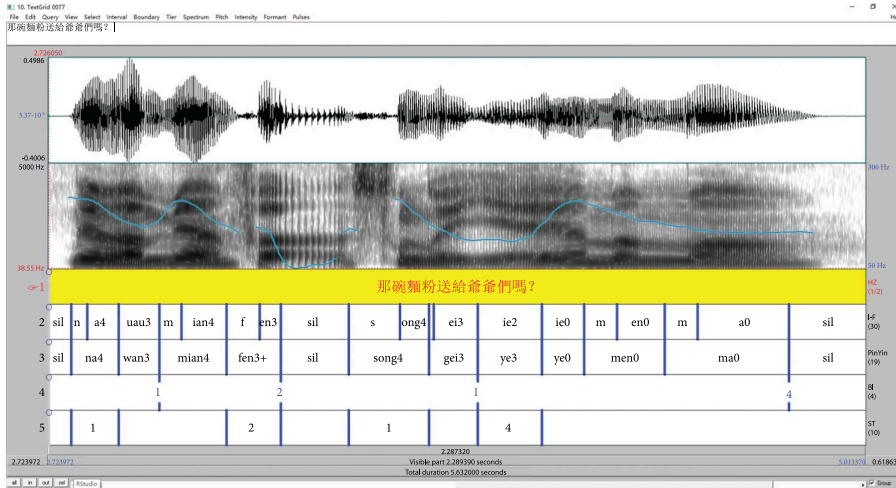 10. TextGrid 0077
File Edit Query View Select Interval Boundary Tier Spectrum Pitch Intensity Formant Pulses
那碗麵粉送給爺爺們嗎?
2.726050
0.4986
-0.4006
5000 Hz 300 Hz
38.55 Hz 50 Hz
1 那碗麵粉送給爺爺們嗎? HZ (1/2)
2 sil n a4 uau3 m ian4 f en3 sil s ong4 ei3 ie2 ie0 m en0 m a0 sil I-F (30)
3 sil na4 wan3 mian4 fen3+ sil song4 gei3 ye3 ye0 men0 ma0 sil PinYin (19)
4 1 2 1 4 BI (4)
5 1 2 1 4 ST (10)
2.287320
2.723972 2.723972 Visible part 2.289390 seconds 5.013370 0.61863
Total duration 5.632000 seconds
all in out sel RStudio Group